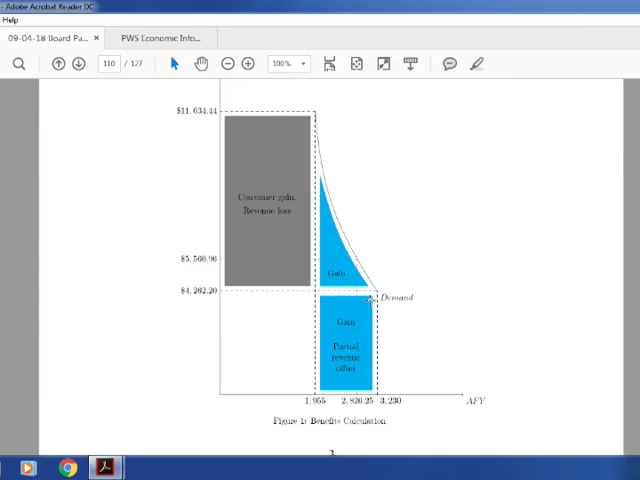 - Adobe Acrobat Reader DC
Help
09-04-18 Board Pa... ×
PWS Economic Info...
110 / 127
100%
$11,634.44
Consumer gain,
Revenue loss
$5,566.96
Gain
$4,262.20
Demand
Gain
Partial
revenue
offset
1,955 2,826.25 3,230 AFY
Figure 1: Benefits Calculation
3